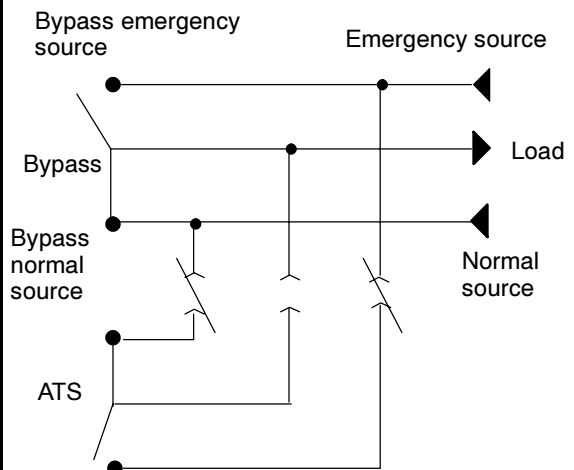 Bypass emergency
source
Emergency source
Bypass
Load
Bypass
normal
source
Normal
source
ATS